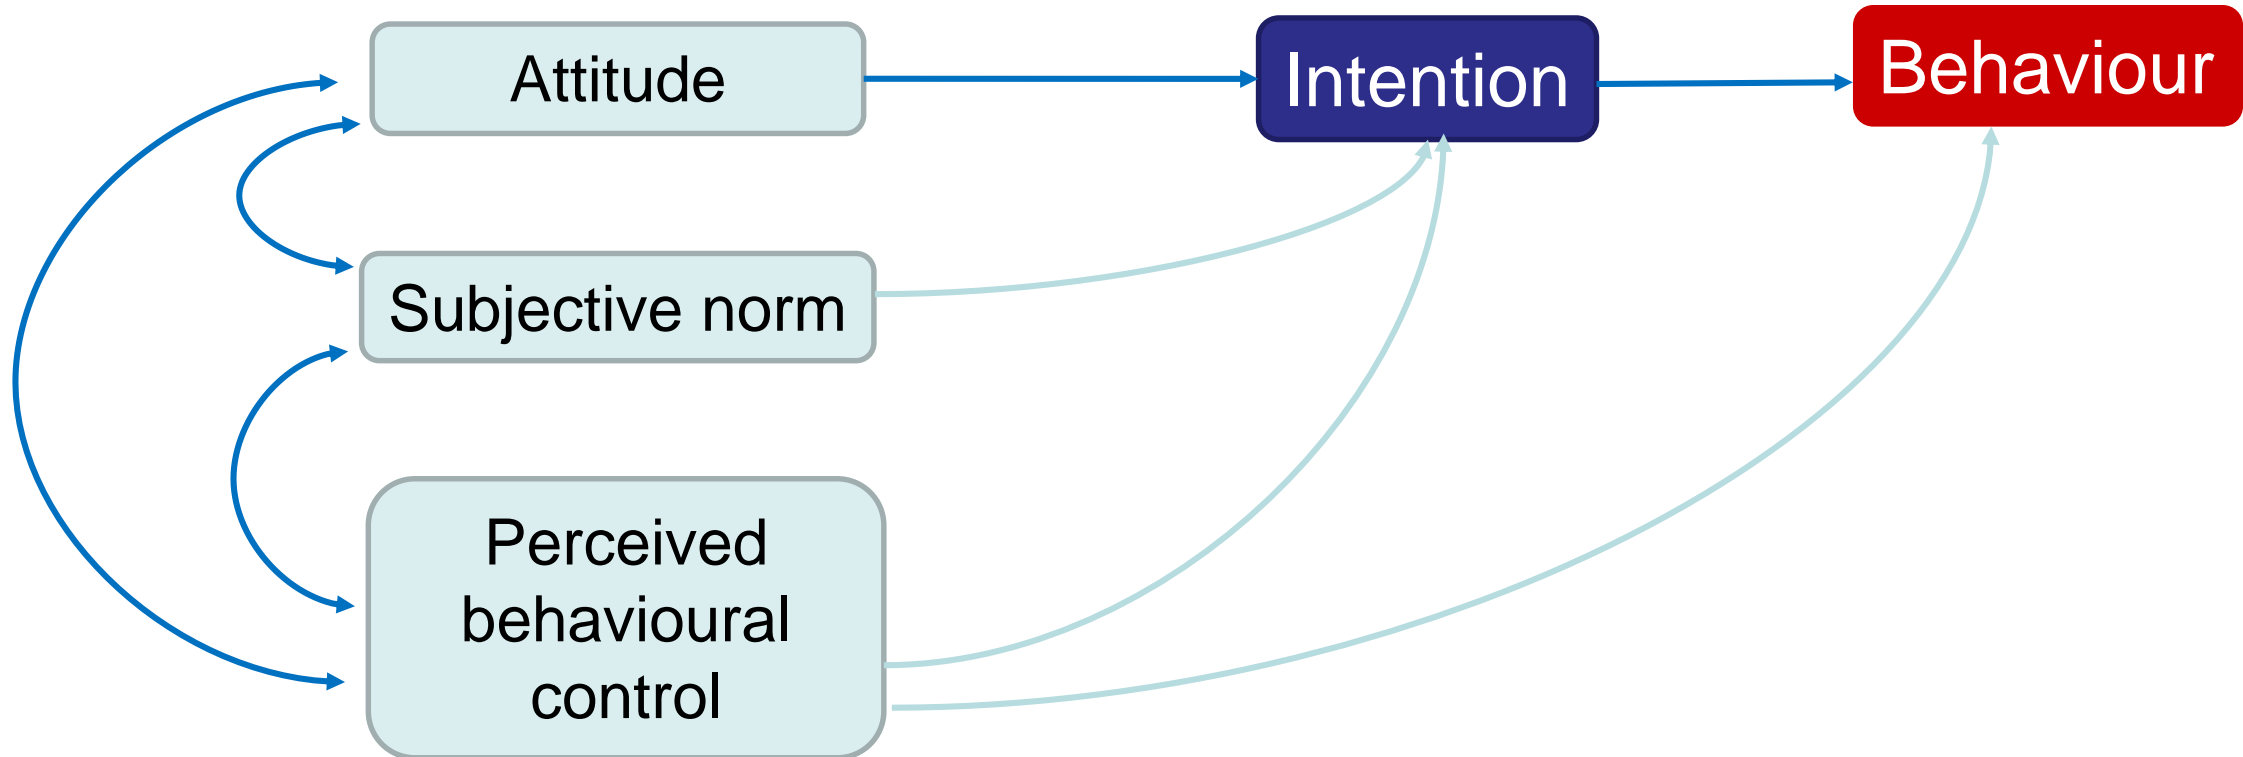 Attitude
Intention
Behaviour
Subjective norm
Perceived
behavioural
control